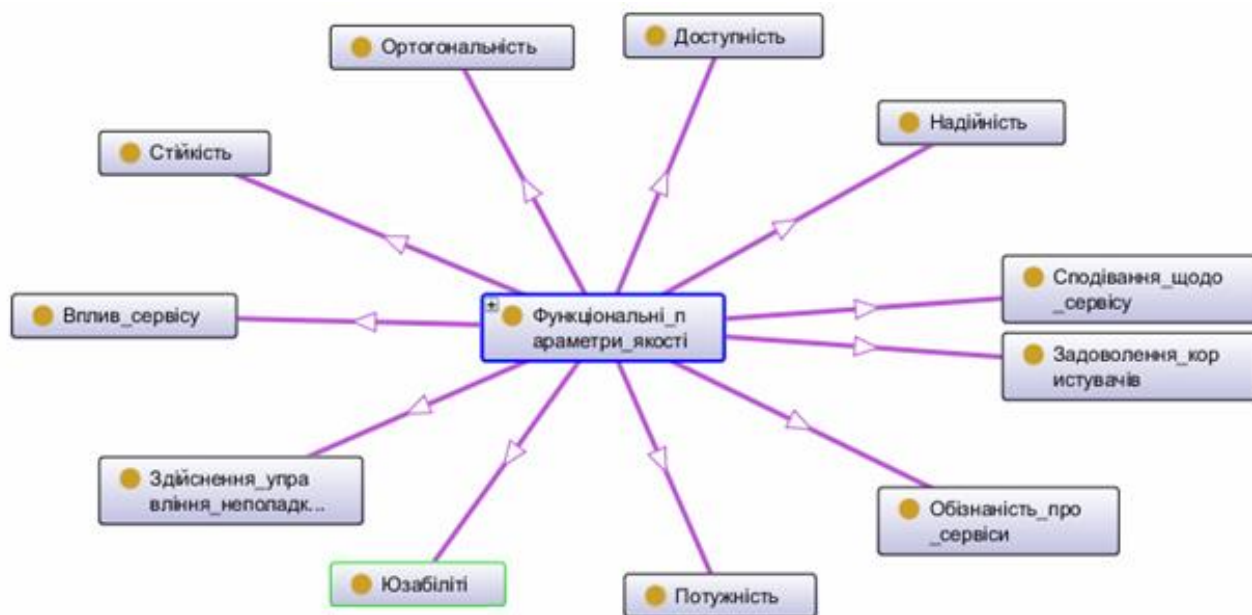 Ортогональність
Доступність
Надійність
Стійкість
Сподівання_щодо
_сервісу
Вплив_сервісу
Функціональні_п
араметри_якості
Задоволення_кор
истувачів
Здійснення_упра
вління_неполадк...
Обізнаність_про
_сервіси
Юзабіліті
Потужність